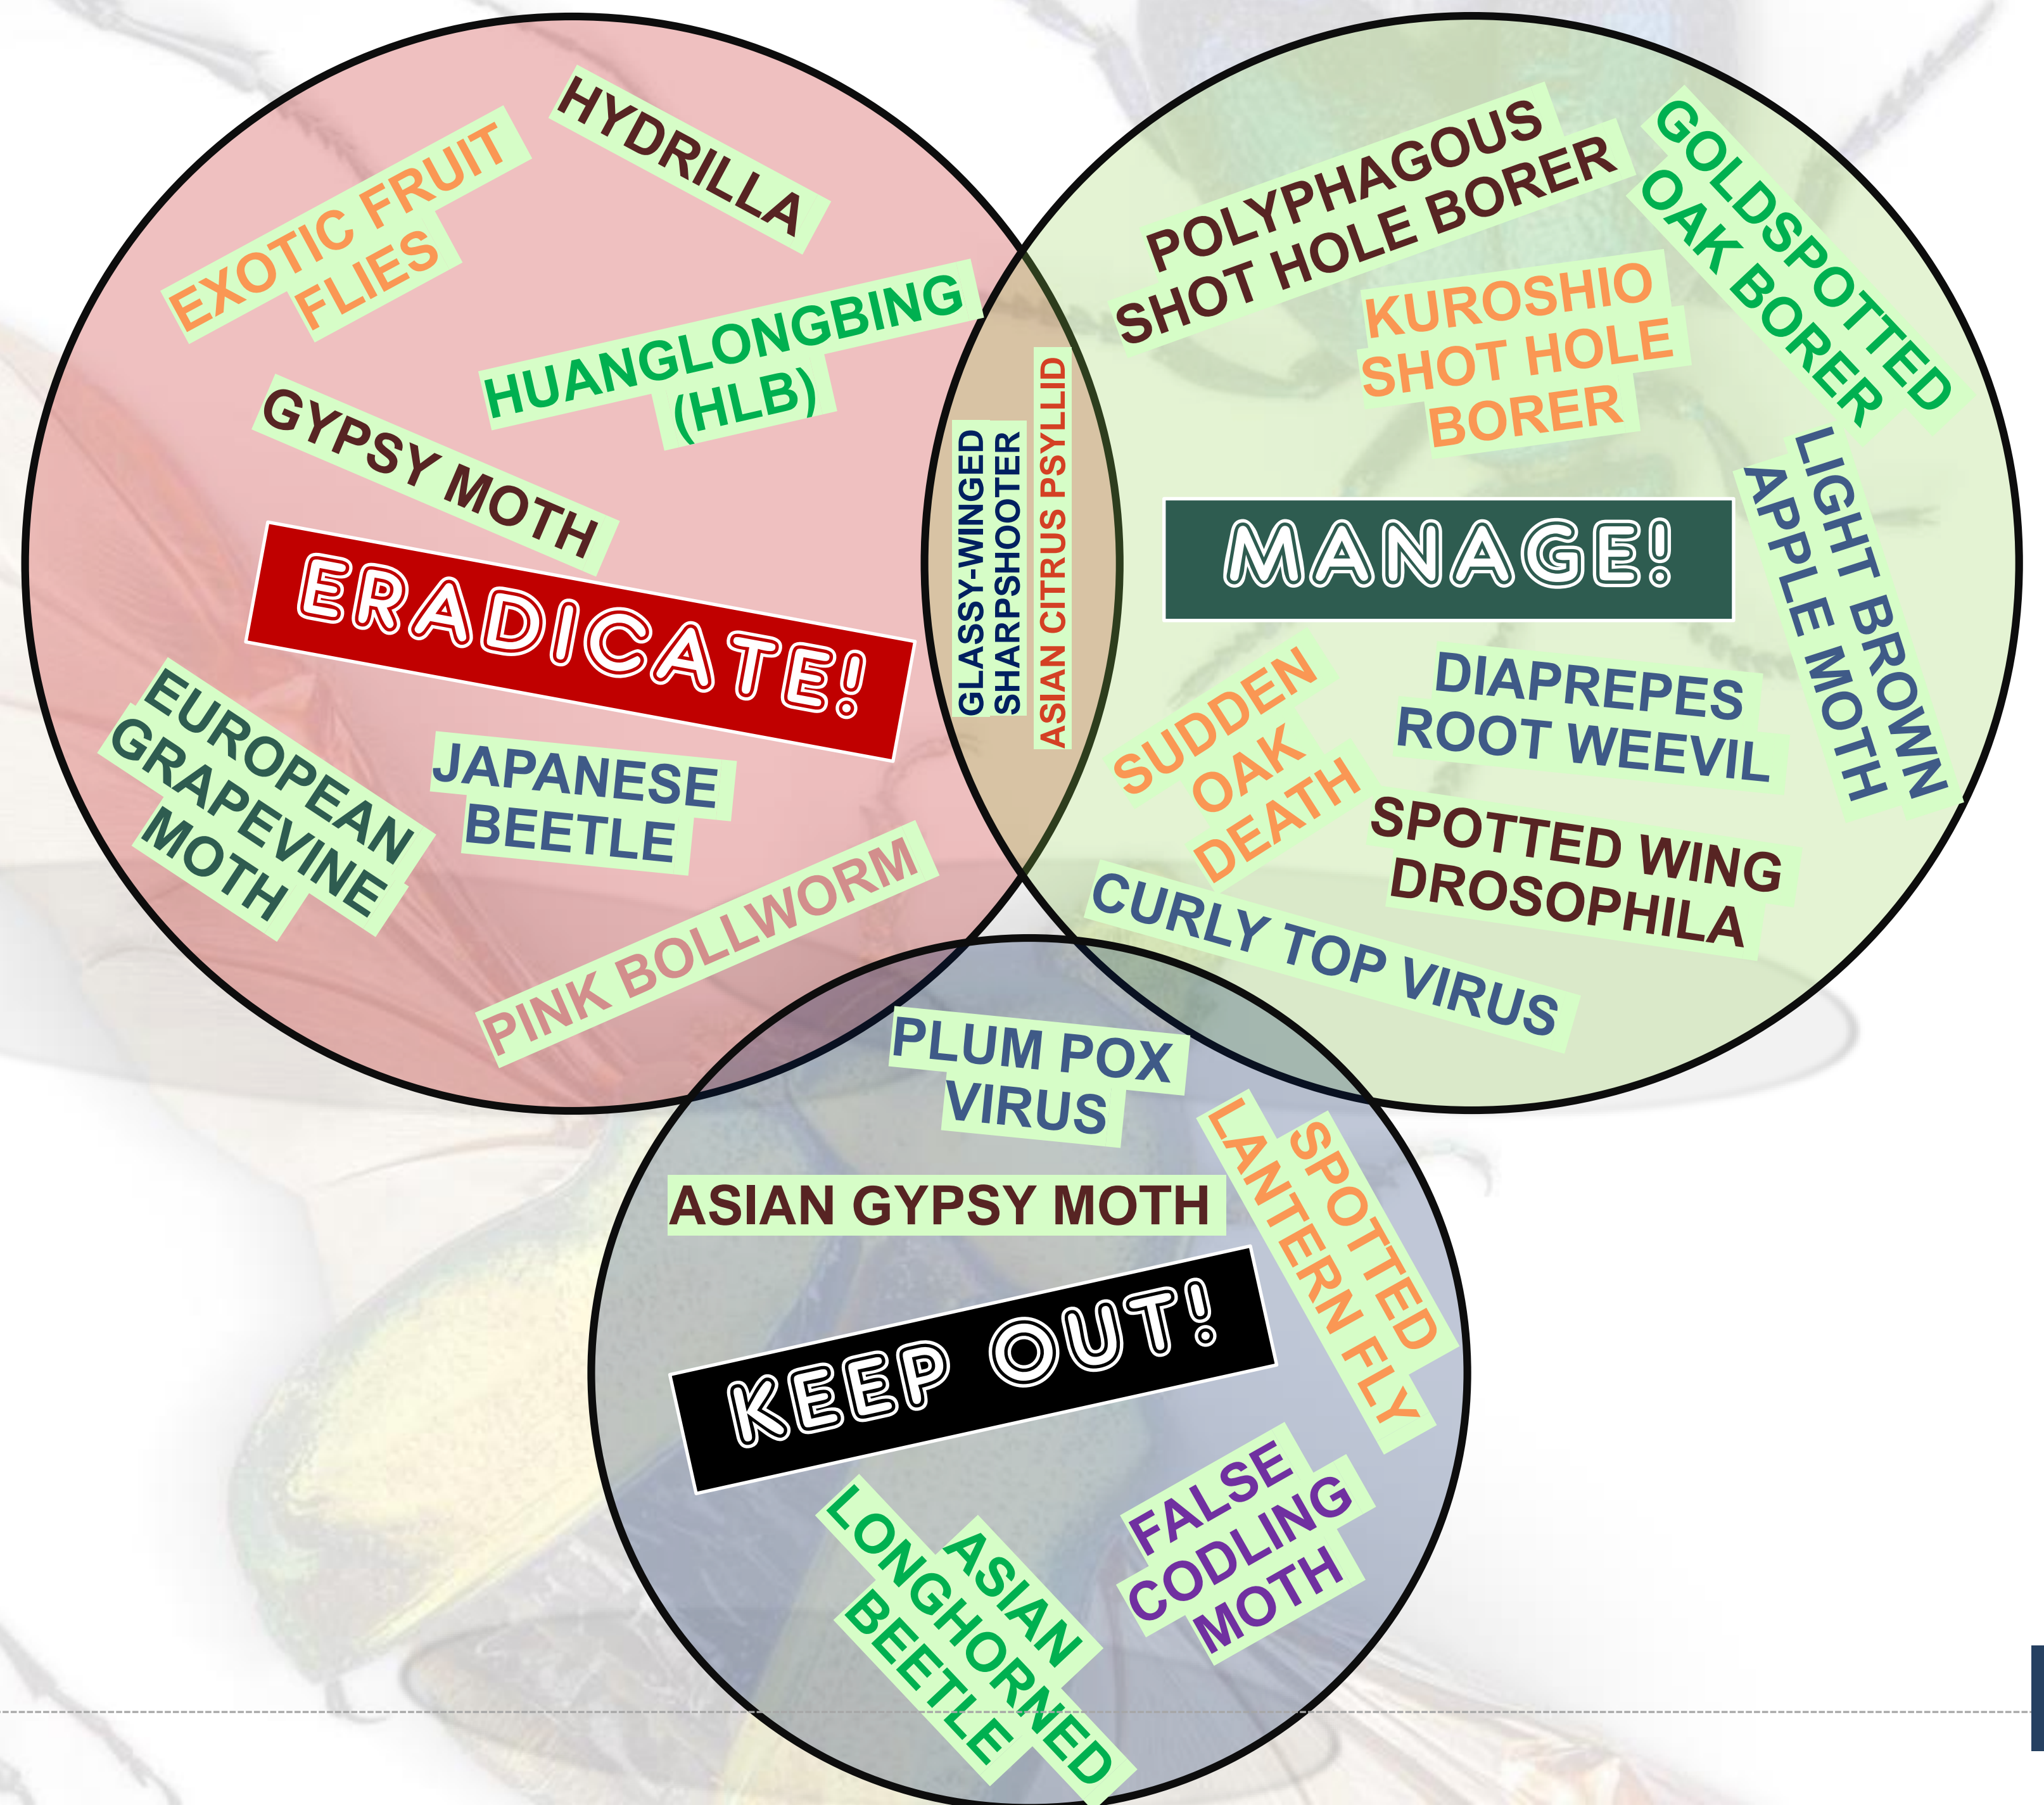 HYDRILLA
EXOTIC FRUIT
FLIES
HUANGLONGBING
(HLB)
GYPSY MOTH
ERADICATE!
EUROPEAN
GRAPEVINE
MOTH
JAPANESE
BEETLE
PINK BOLLWORM
GLASSY-WINGED
SHARPSHOOTER
ASIAN CITRUS PSYLLID
POLYPHAGOUS
SHOT HOLE BORER
GOLDSPOTTED
OAK BORER
KUROSHIO
SHOT HOLE
BORER
LIGHT BROWN
APPLE MOTH
MANAGE!
SUDDEN
OAK
DEATH
DIAPREPES
ROOT WEEVIL
SPOTTED WING
DROSOPHILA
CURLY TOP VIRUS
PLUM POX
VIRUS
ASIAN GYPSY MOTH
SPOTTED
LANTERN FLY
KEEP OUT!
FALSE
CODLING
MOTH
ASIAN
LONGHORNED
BEETLE